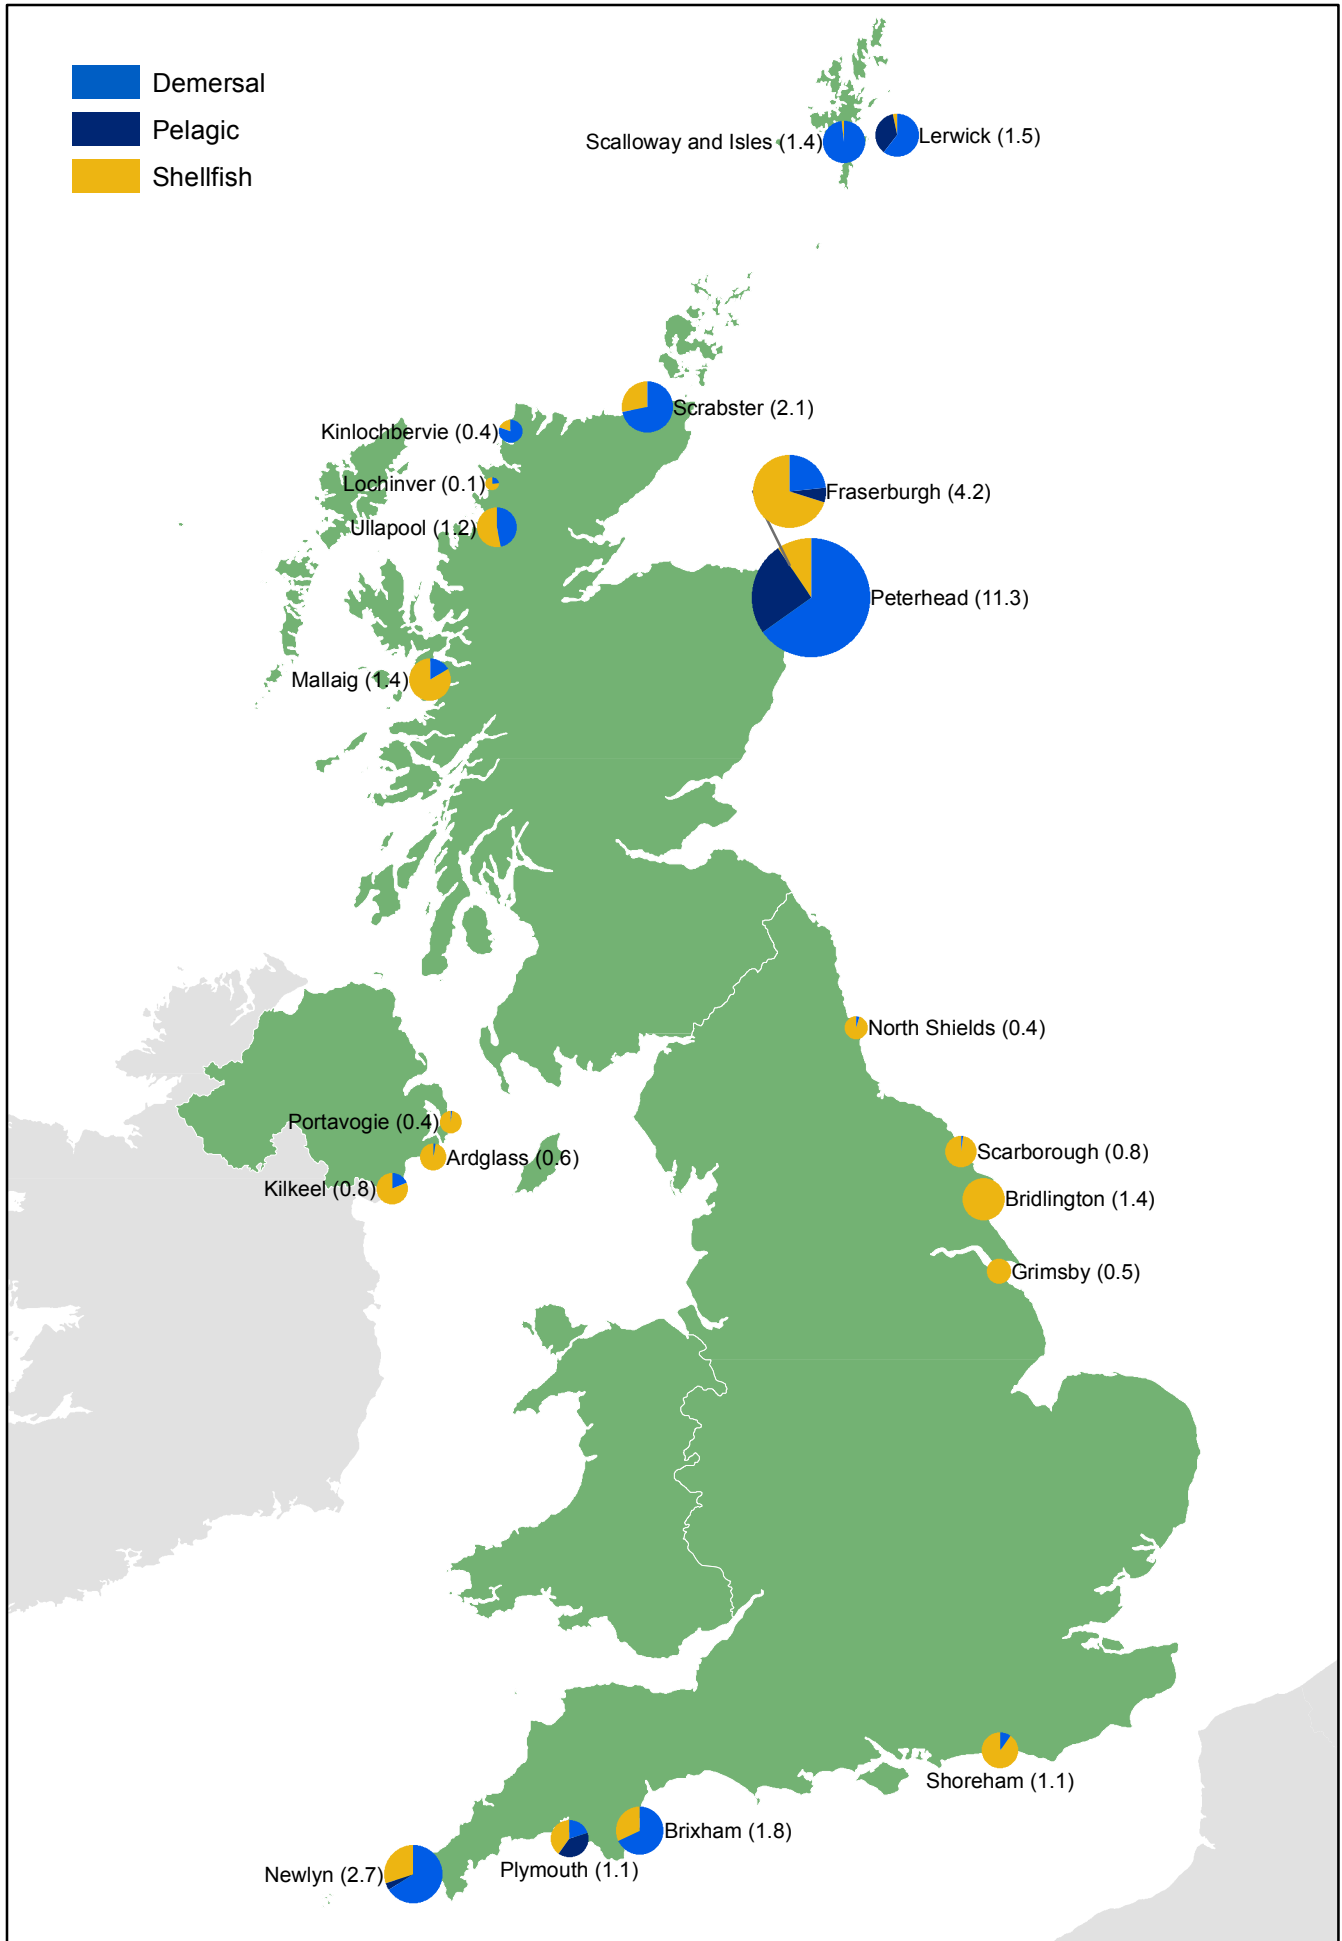 Demersal
Pelagic
Shellfish
Scalloway and Isles (1.4)
Lerwick (1.5)
Scrabster (2.1)
Kinlochbervie (0.4)
Lochinver (0.1)
Fraserburgh (4.2)
Ullapool (1.2)
Peterhead (11.3)
Mallaig (1.4)
North Shields (0.4)
Portavogie (0.4)
Scarborough (0.8)
Ardglass (0.6)
Kilkeel (0.8)
Bridlington (1.4)
Grimsby (0.5)
Shoreham (1.1)
Brixham (1.8)
Plymouth (1.1)
Newlyn (2.7)